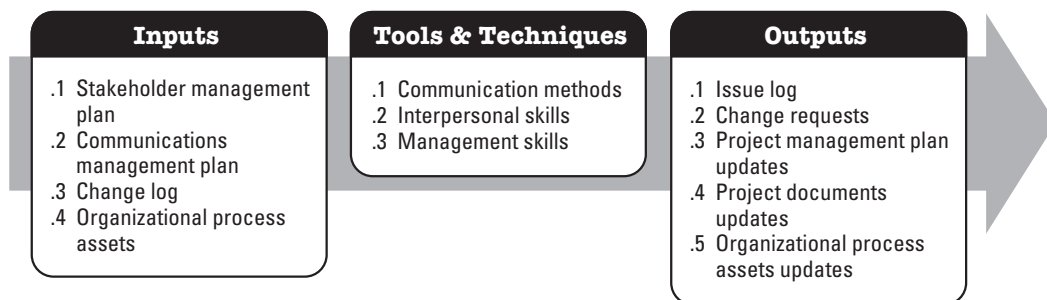 Inputs
.1 Stakeholder management
plan
.2 Communications
management plan
.3 Change log
.4 Organizational process
assets
Tools & Techniques
.1 Communication methods
.2 Interpersonal skills
.3 Management skills
Outputs
.1 Issue log
.2 Change requests
.3 Project management plan
updates
.4 Project documents
updates
.5 Organizational process
assets updates